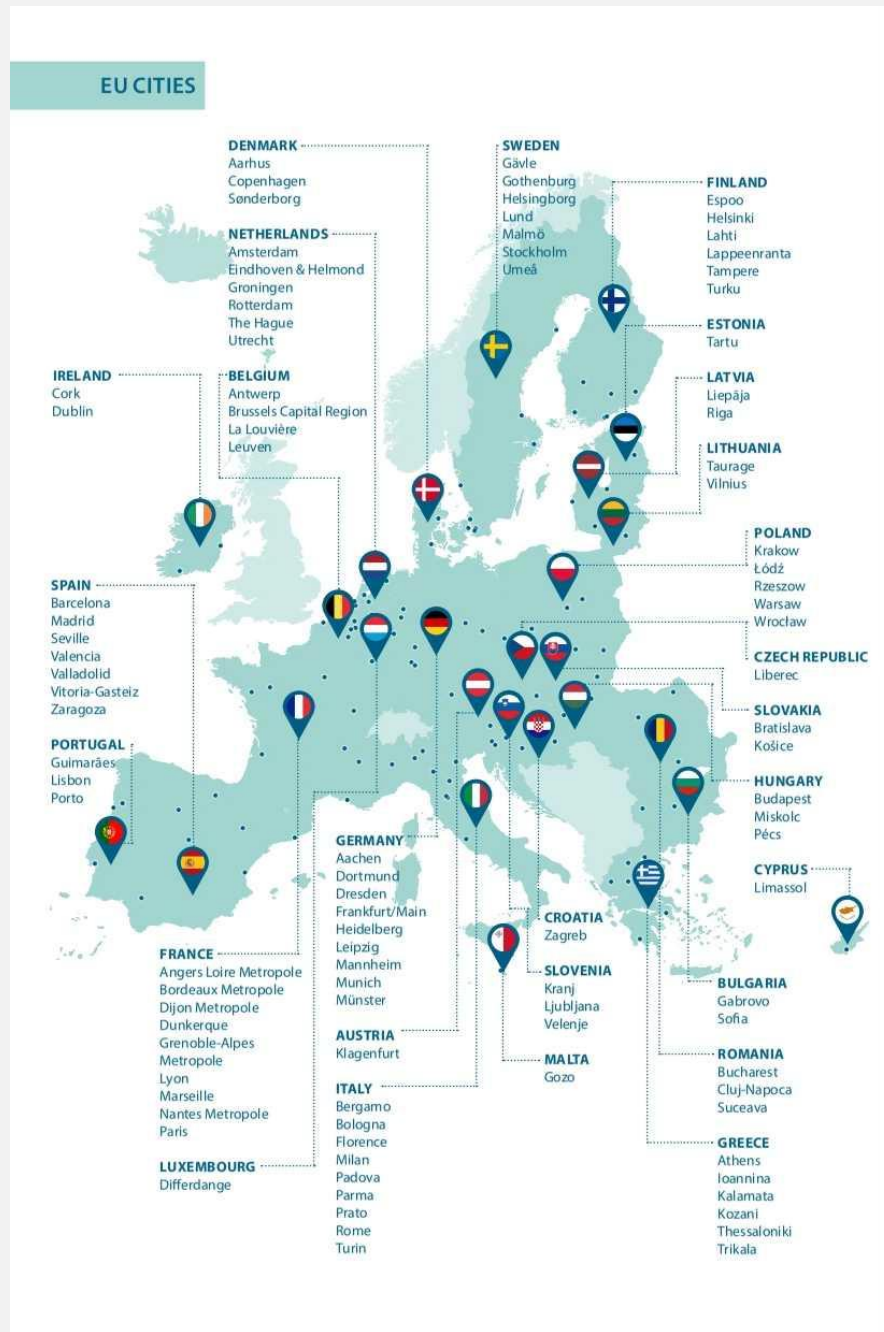 EU CITIES
DENMARK
Aarhus
Copenhagen
Sønderborg
SWEDEN
Gävle
Gothenburg
Helsingborg
Lund
Malmö
Stockholm
Umeå
FINLAND
Espoo
Helsinki
Lahti
Lappeenranta
Tampere
Turku
NETHERLANDS
Amsterdam
Eindhoven & Helmond
Groningen
Rotterdam
The Hague
Utrecht
ESTONIA
Tartu
IRELAND
Cork
Dublin
BELGIUM
Antwerp
Brussels Capital Region
La Louvière
Leuven
LATVIA
Liepāja
Riga
LITHUANIA
Taurage
Vilnius
POLAND
Krakow
Łódź
Rzeszow
Warsaw
Wrocław
SPAIN
Barcelona
Madrid
Seville
Valencia
Valladolid
Vitoria-Gasteiz
Zaragoza
CZECH REPUBLIC
Liberec
SLOVAKIA
Bratislava
Košice
PORTUGAL
Guimarães
Lisbon
Porto
HUNGARY
Budapest
Miskolc
Pécs
GERMANY
Aachen
Dortmund
Dresden
Frankfurt/Main
Heidelberg
Leipzig
Mannheim
Munich
Münster
CYPRUS
Limassol
CROATIA
Zagreb
FRANCE
Angers Loire Metropole
Bordeaux Metropole
Dijon Metropole
Dunkerque
Grenoble-Alpes
Metropole
Lyon
Marseille
Nantes Metropole
Paris
SLOVENIA
Kranj
Ljubljana
Velenje
BULGARIA
Gabrovo
Sofia
AUSTRIA
Klagenfurt
MALTA
Gozo
ROMANIA
Bucharest
Cluj-Napoca
Suceava
ITALY
Bergamo
Bologna
Florence
Milan
Padova
Parma
Prato
Rome
Turin
GREECE
Athens
Ioannina
Kalamata
Kozani
Thessaloniki
Trikala
LUXEMBOURG
Differdange